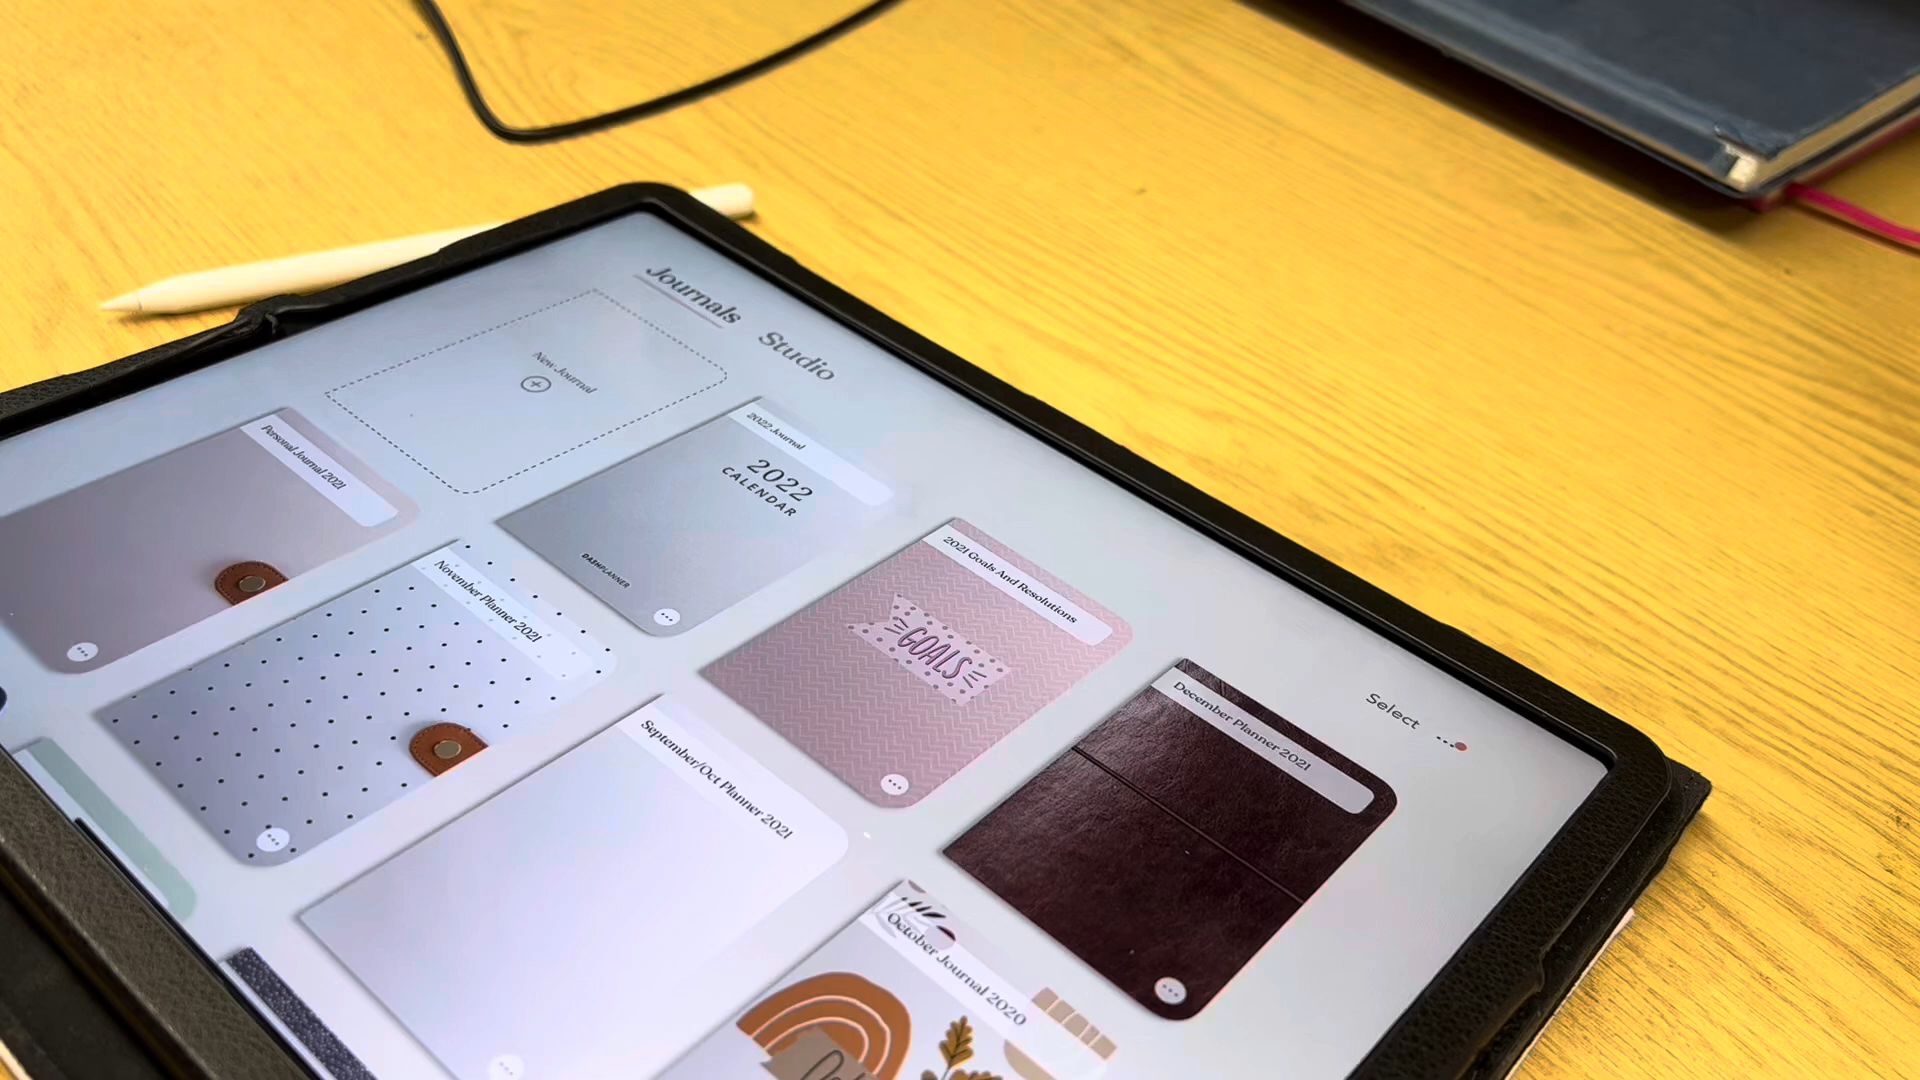 Journals
Studio
Select
New Journal
2022 Journal
2022
CALENDAR
DASHPLANNER
2021 Goals And Resolutions
GOALS
December Planner 2021
Personal Journal 2021
November Planner 2021
September/Oct Planner 2021
October Journal 2020